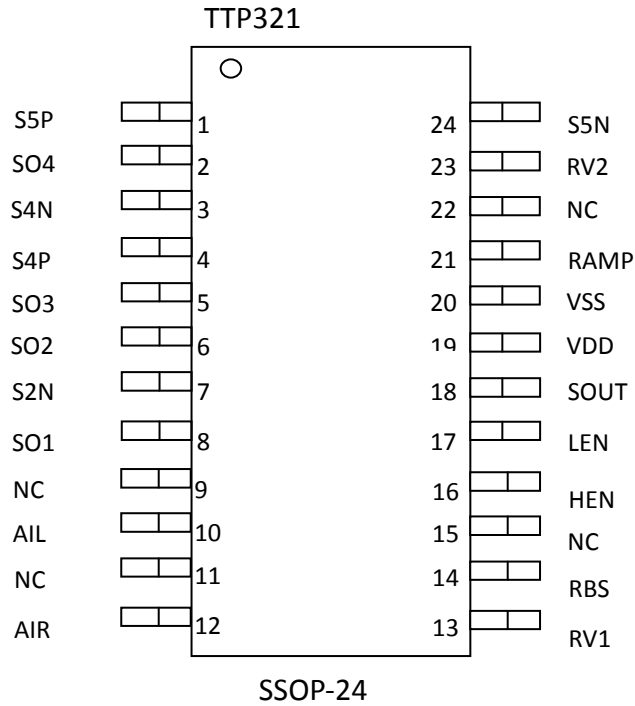 TTP321
S5P 1 24 S5N
SO4 2 23 RV2
S4N 3 22 NC
S4P 4 21 RAMP
SO3 5 20 VSS
SO2 6 19 VDD
S2N 7 18 SOUT
SO1 8 17 LEN
NC 9 16 HEN
AIL 10 15 NC
NC 11 14 RBS
AIR 12 13 RV1
SSOP-24